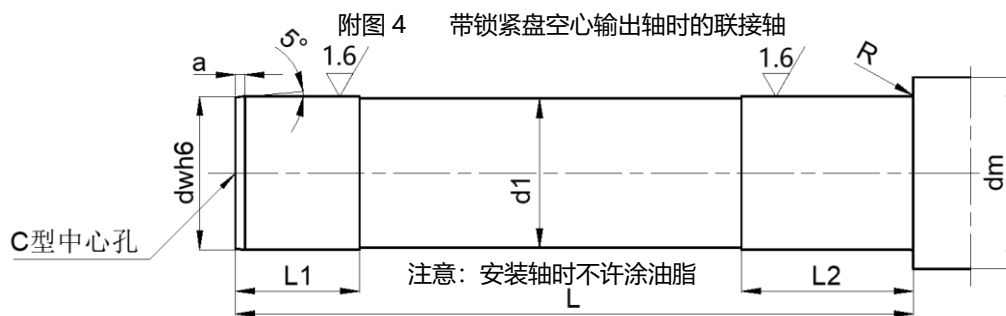 附图 4 带锁紧盘空心输出轴时的联接轴
5°
a
1.6
1.6
R
dwh6
d1
dm
C型中心孔
L1
注意：安装轴时不许涂油脂
L2
L